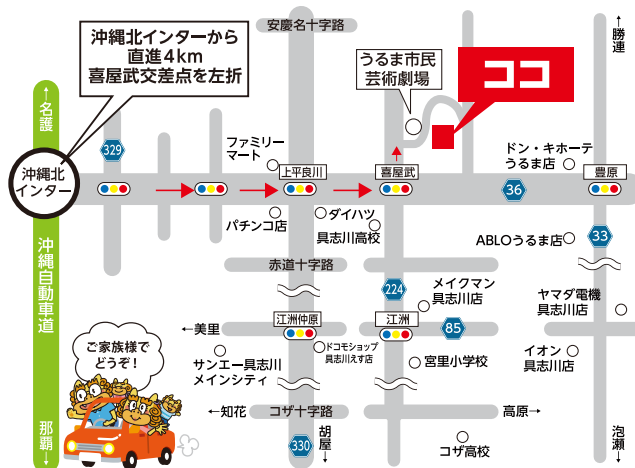 沖縄北インターから
直進4km
喜屋武交差点を左折
安慶名十字路
↑勝連
うるま市民
芸術劇場
ココ
←名護
329
ファミリー
マート
上平良川
喜屋武
ドン・キホーテ
うるま店
豊原
沖縄北
インター
36
パチンコ店
ダイハツ
具志川高校
ABLOうるま店
33
沖縄自動車道
赤道十字路
224
メイクマン
具志川店
ヤマダ電機
具志川店
←美里
江洲仲原
江洲
85
ご家族様で
どうぞ!
サンエー具志川
メインシティ
ドコモショップ
具志川えす店
宮里小学校
イオン
具志川店
←知花
コザ十字路
高原→
那覇→
330
胡屋→
コザ高校
泡瀬→